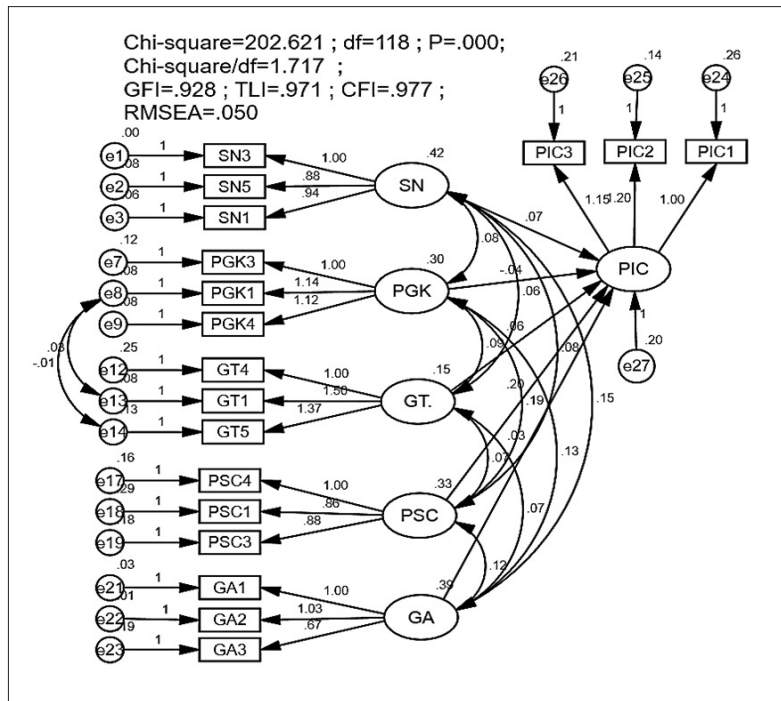 Chi-square=202.621 ; df=118 ; P=.000;
Chi-square/df=1.717 ;
GFI=.928 ; TLI=.971 ; CFI=.977 ;
RMSEA=.050
.21 .14 .26
e26 e25 e24
1 1 1
PIC3 PIC2 PIC1
1.15 1.20 1.00
.00
e1 1 SN3 1.00 .42
.08
e2 1 SN5 .88 SN
.06
e3 1 SN1 .94
.07
.08
PIC
.12
e7 1 PGK3 1.00 .30
.08
e8 1 PGK1 1.14 PGK -.04
.08
e9 1 PGK4 1.12
.06
.06
.09
.08
1
.20
e27
.03
-.01
.25
e12 1 GT4 1.00 .15
.08
e13 1 GT1 1.50 GT.
.13
e14 1 GT5 1.37
.20
.19
.15
.03
.07
.13
.16
e17 1 PSC4 1.00 .33
.29
e18 1 PSC1 .86 PSC
.18
e19 1 PSC3 .88
.07
.12
.03
e21 1 GA1 1.00 .39
.01
e22 1 GA2 1.03 GA
.19
e23 1 GA3 .67